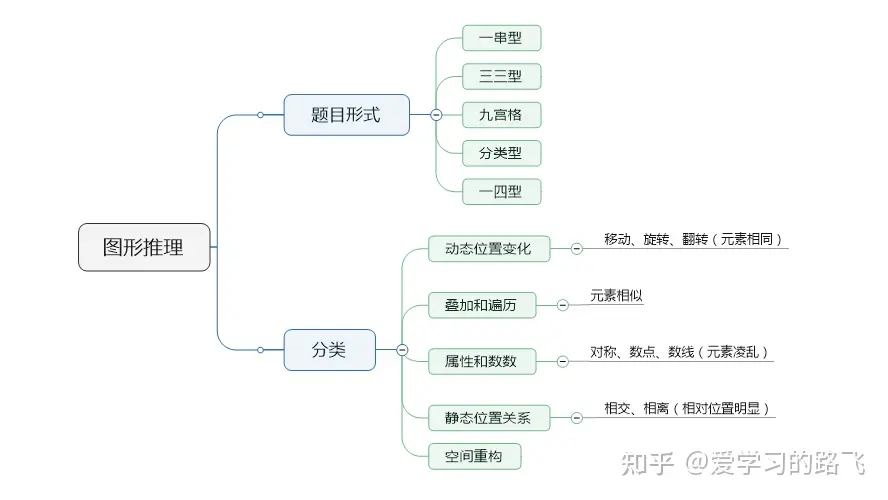 图形推理
题目形式
一串型
三三型
九宫格
分类型
一四型
分类
动态位置变化
移动、旋转、翻转（元素相同）
叠加和遍历
元素相似
属性和数数
对称、数点、数线（元素凌乱）
静态位置关系
相交、相离（相对位置明显）
空间重构
知乎 @爱学习的路飞